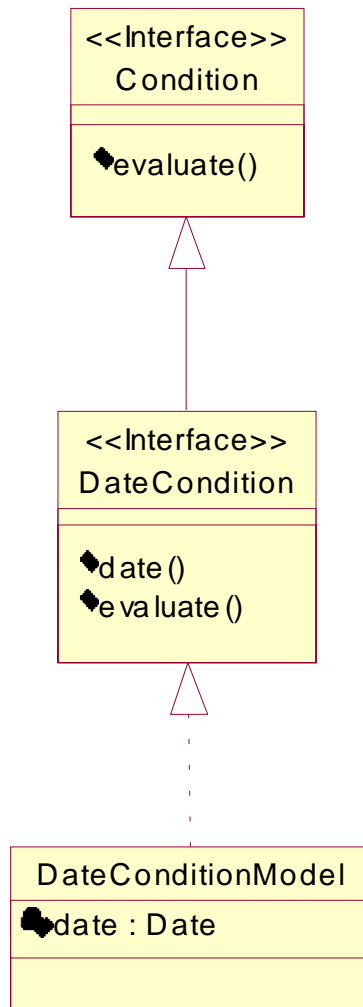 <<Interface>>
Condition
evaluate()
<<Interface>>
DateCondition
date()
evaluate()
DateConditionModel
date : Date